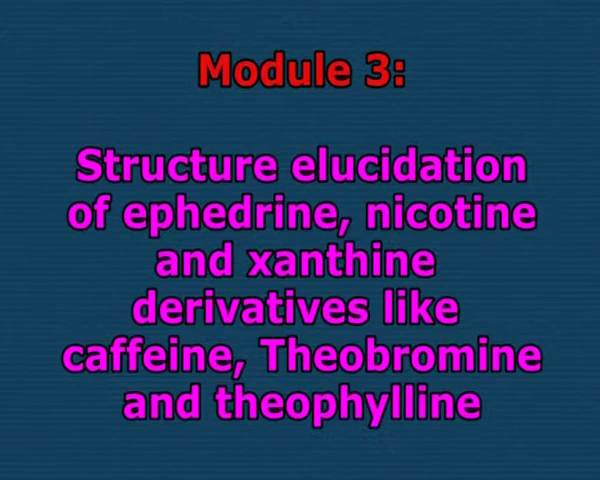 Module 3:
Structure elucidation
of ephedrine, nicotine
and xanthine
derivatives like
caffeine, Theobromine
and theophylline